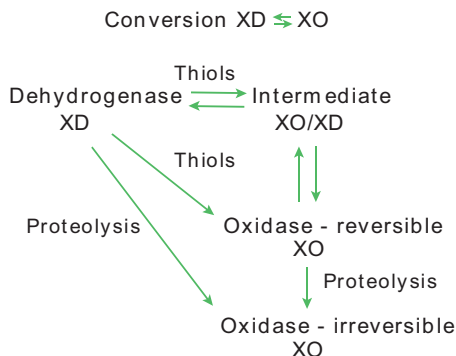 Conversion XD ⇄ XO
Thiols
Dehydrogenase
Intermediate
XD
XO/XD
Thiols
Proteolysis
Oxidase - reversible
XO
Proteolysis
Oxidase - irreversible
XO